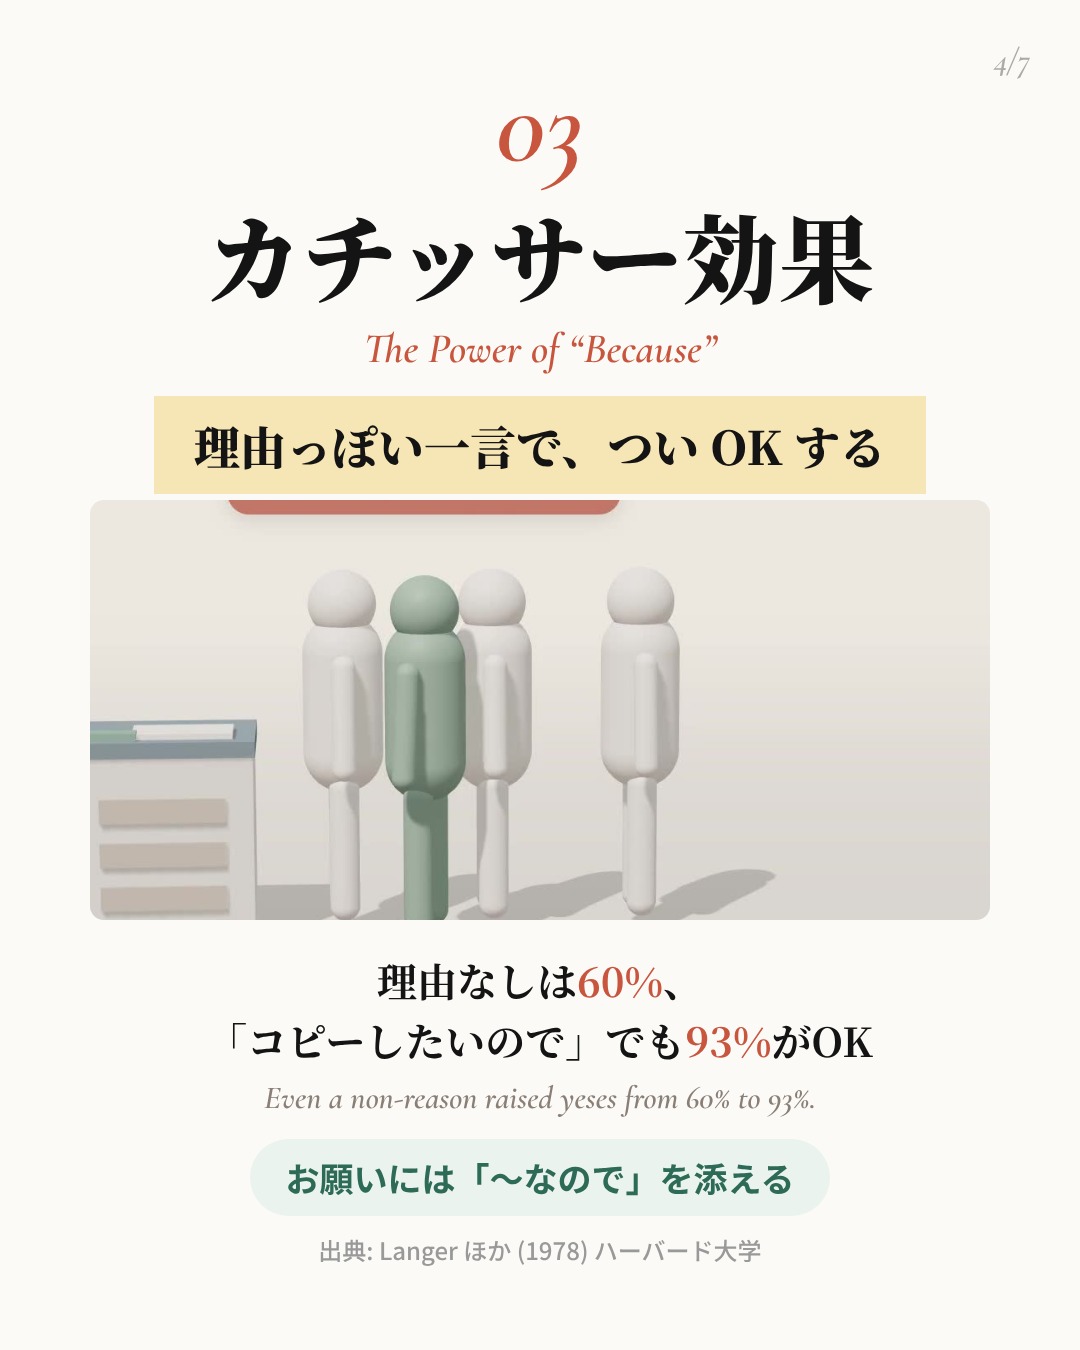 4/7
03
カチッサー効果
The Power of “Because”
理由っぽい一言で、つい OK する
理由なしは60%、
「コピーしたいので」でも93%がOK
Even a non-reason raised yeses from 60% to 93%.
お願いには「〜なので」を添える
出典: Langer ほか (1978) ハーバード大学